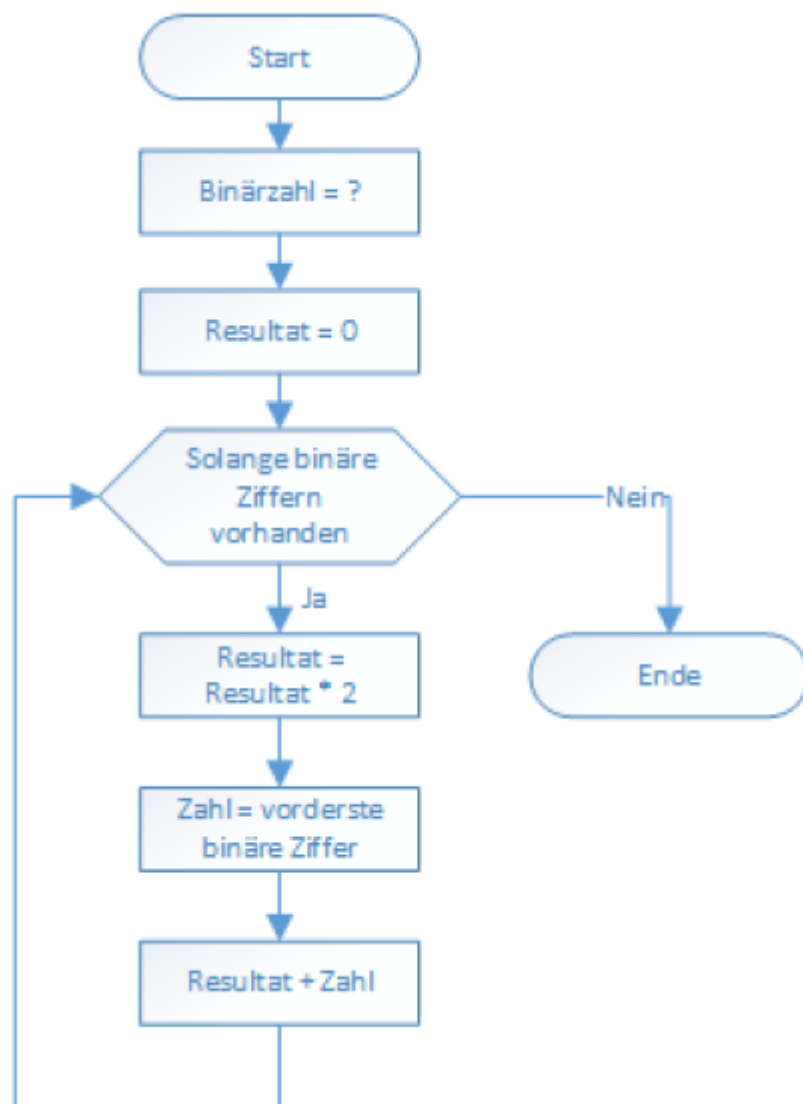 Start
Binärzahl = ?
Resultat = 0
Solange binäre
Ziffern
vorhanden
Nein
Ja
Resultat =
Resultat * 2
Ende
Zahl = vorderste
binäre Ziffer
Resultat + Zahl